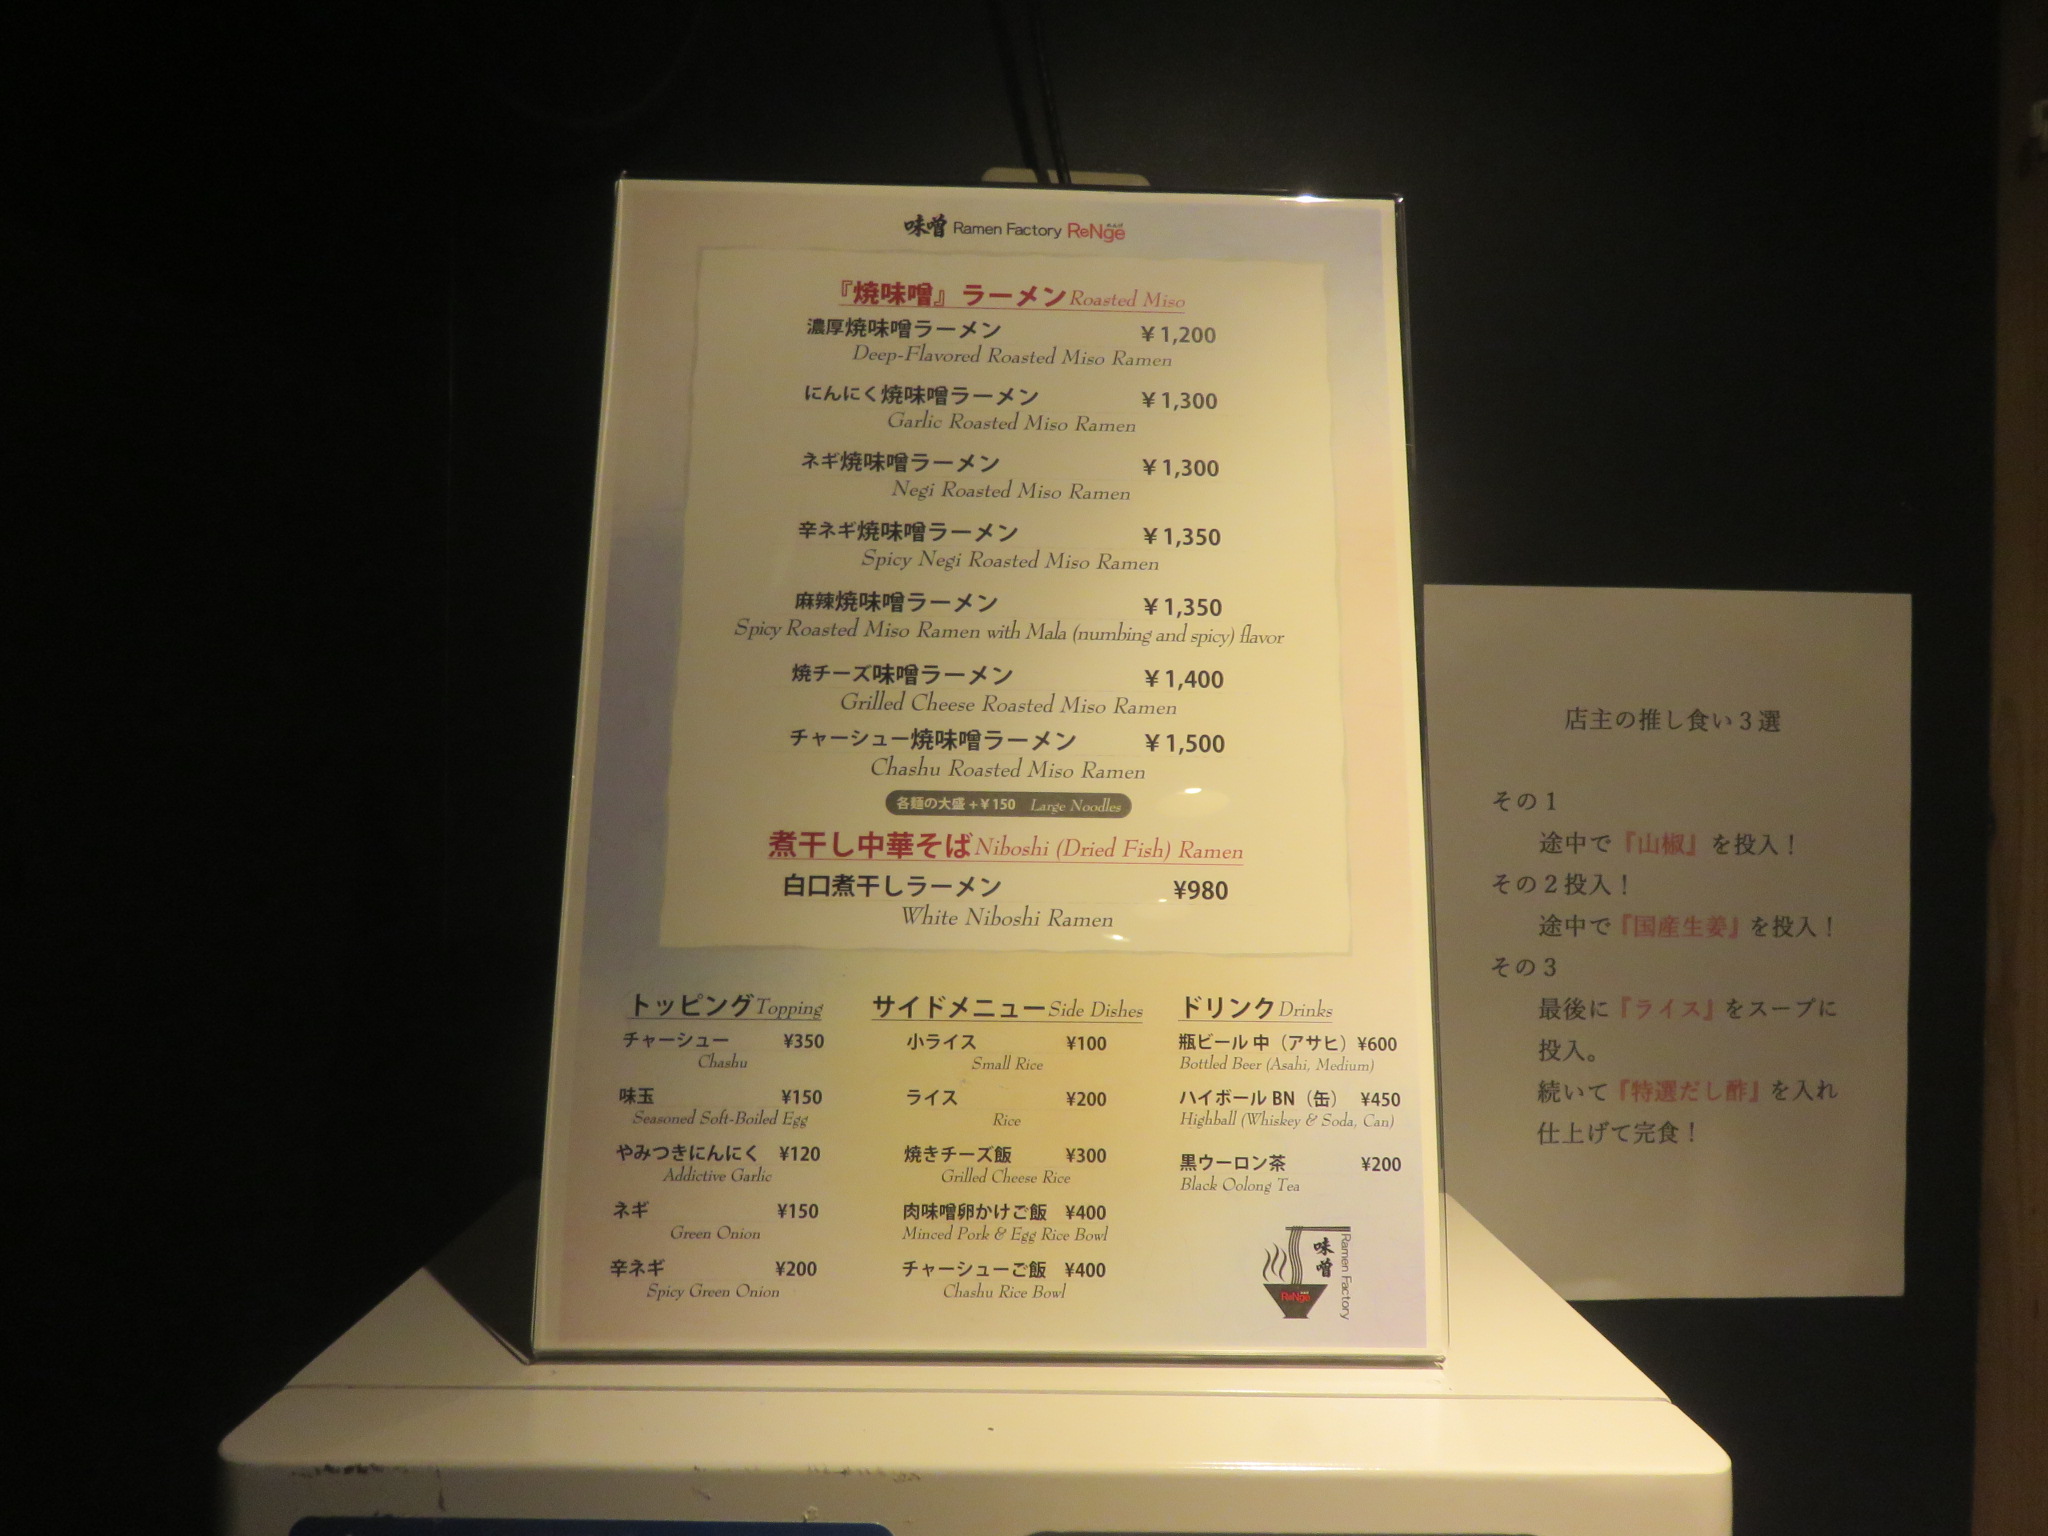 味噌 Ramen Factory ReNge
『焼味噌』ラーメン Roasted Miso
濃厚焼味噌ラーメン ¥1,200
Deep-Flavored Roasted Miso Ramen
にんにく焼味噌ラーメン ¥1,300
Garlic Roasted Miso Ramen
ネギ焼味噌ラーメン ¥1,300
Negi Roasted Miso Ramen
辛ネギ焼味噌ラーメン ¥1,350
Spicy Negi Roasted Miso Ramen
麻辣焼味噌ラーメン ¥1,350
Spicy Roasted Miso Ramen with Mala (numbing and spicy) flavor
焼チーズ味噌ラーメン ¥1,400
Grilled Cheese Roasted Miso Ramen
チャーシュー焼味噌ラーメン ¥1,500
Chashu Roasted Miso Ramen
各麺の大盛+¥150 Large Noodles
煮干し中華そば Niboshi (Dried Fish) Ramen
白口煮干しラーメン ¥980
White Niboshi Ramen
トッピング Topping
チャーシュー ¥350
Chashu
味玉 ¥150
Seasoned Soft-Boiled Egg
やみつきにんにく ¥120
Addictive Garlic
ネギ ¥150
Green Onion
辛ネギ ¥200
Spicy Green Onion
サイドメニュー Side Dishes
小ライス ¥100
Small Rice
ライス ¥200
Rice
焼きチーズ飯 ¥300
Grilled Cheese Rice
肉味噌卵かけご飯 ¥400
Minced Pork & Egg Rice Bowl
チャーシューご飯 ¥400
Chashu Rice Bowl
ドリンク Drinks
瓶ビール 中（アサヒ）¥600
Bottled Beer (Asahi, Medium)
ハイボール BN（缶） ¥450
Highball (Whiskey & Soda, Can)
黒ウーロン茶 ¥200
Black Oolong Tea
味噌
Ramen Factory
ReNge
店主の推し食い3選
その1
途中で『山椒』を投入！
その2投入！
途中で『国産生姜』を投入！
その3
最後に『ライス』をスープに
投入。
続いて『特選だし酢』を入れ
仕上げて完食！